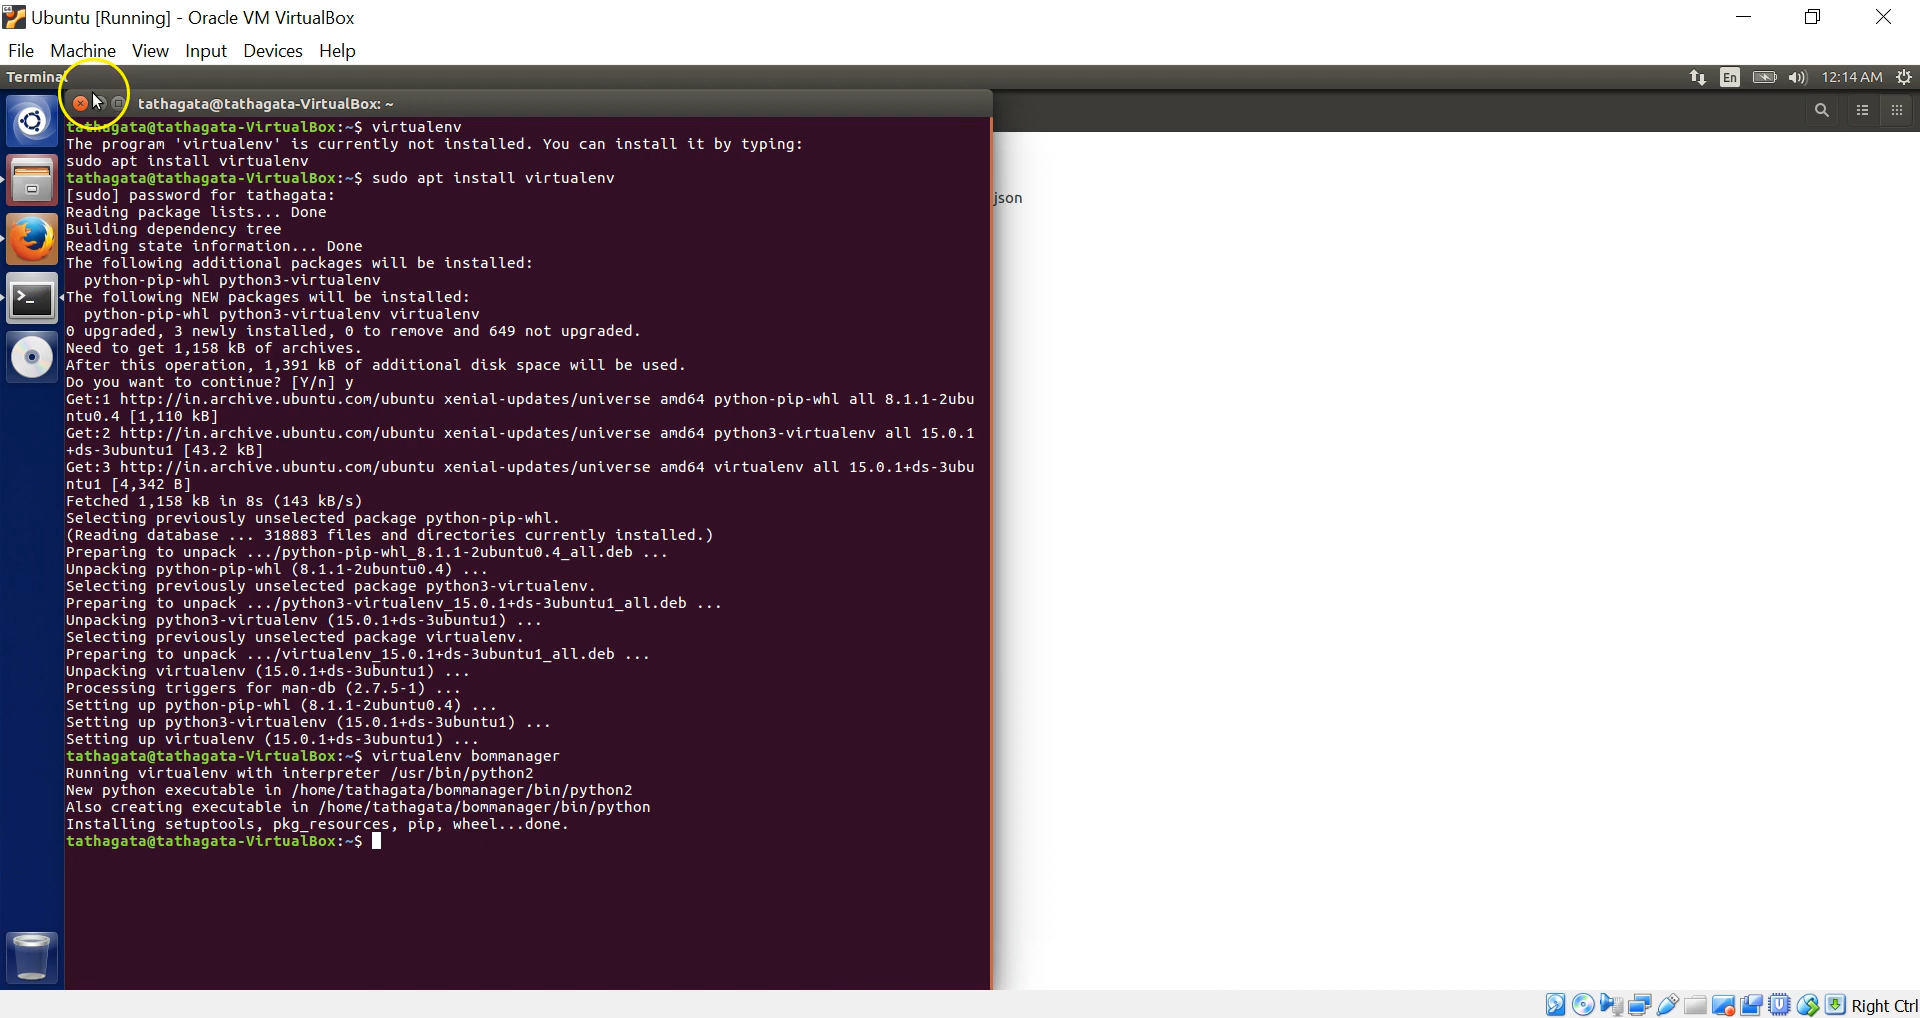 Ubuntu [Running] - Oracle VM VirtualBox
File Machine View Input Devices Help
Terminal
En
12:14 AM
tathagata@tathagata-VirtualBox: ~
tathagata@tathagata-VirtualBox:~$ virtualenv
The program 'virtualenv' is currently not installed. You can install it by typing:
sudo apt install virtualenv
tathagata@tathagata-VirtualBox:~$ sudo apt install virtualenv
[sudo] password for tathagata:
json
Reading package lists... Done
Building dependency tree
Reading state information... Done
The following additional packages will be installed:
python-pip-whl python3-virtualenv
The following NEW packages will be installed:
python-pip-whl python3-virtualenv virtualenv
0 upgraded, 3 newly installed, 0 to remove and 649 not upgraded.
Need to get 1,158 kB of archives.
After this operation, 1,391 kB of additional disk space will be used.
Do you want to continue? [Y/n] y
Get:1 http://in.archive.ubuntu.com/ubuntu xenial-updates/universe amd64 python-pip-whl all 8.1.1-2ubu
ntu0.4 [1,110 kB]
Get:2 http://in.archive.ubuntu.com/ubuntu xenial-updates/universe amd64 python3-virtualenv all 15.0.1
+ds-3ubuntu1 [43.2 kB]
Get:3 http://in.archive.ubuntu.com/ubuntu xenial-updates/universe amd64 virtualenv all 15.0.1+ds-3ubu
ntu1 [4,342 B]
Fetched 1,158 kB in 8s (143 kB/s)
Selecting previously unselected package python-pip-whl.
(Reading database ... 318883 files and directories currently installed.)
Preparing to unpack .../python-pip-whl_8.1.1-2ubuntu0.4_all.deb ...
Unpacking python-pip-whl (8.1.1-2ubuntu0.4) ...
Selecting previously unselected package python3-virtualenv.
Preparing to unpack .../python3-virtualenv_15.0.1+ds-3ubuntu1_all.deb ...
Unpacking python3-virtualenv (15.0.1+ds-3ubuntu1) ...
Selecting previously unselected package virtualenv.
Preparing to unpack .../virtualenv_15.0.1+ds-3ubuntu1_all.deb ...
Unpacking virtualenv (15.0.1+ds-3ubuntu1) ...
Processing triggers for man-db (2.7.5-1) ...
Setting up python-pip-whl (8.1.1-2ubuntu0.4) ...
Setting up python3-virtualenv (15.0.1+ds-3ubuntu1) ...
Setting up virtualenv (15.0.1+ds-3ubuntu1) ...
tathagata@tathagata-VirtualBox:~$ virtualenv bommanager
Running virtualenv with interpreter /usr/bin/python2
New python executable in /home/tathagata/bommanager/bin/python2
Also creating executable in /home/tathagata/bommanager/bin/python
Installing setuptools, pkg_resources, pip, wheel...done.
tathagata@tathagata-VirtualBox:~$
Right Ctrl